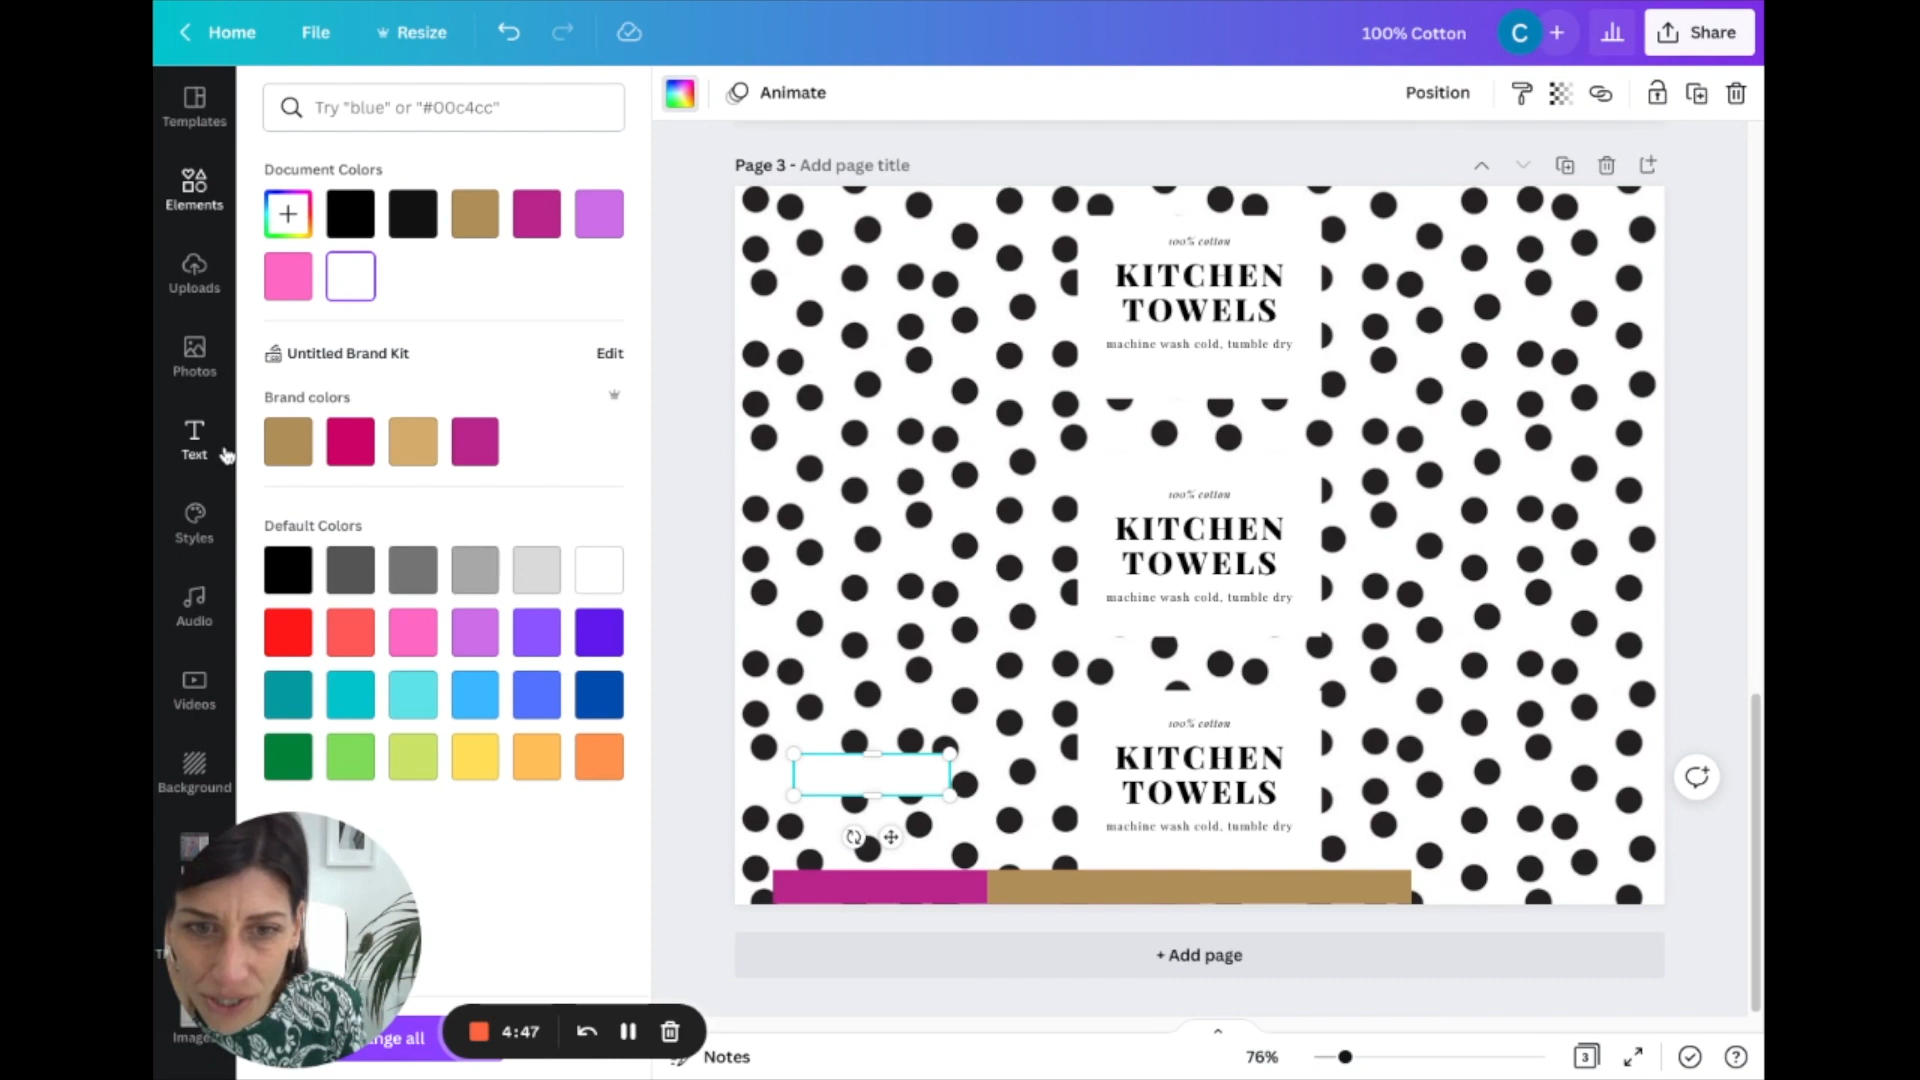 Home File Resize 100% Cotton C + Share
Templates
Elements
Uploads
Photos
Text
Styles
Audio
Videos
Background
Try "blue" or "#00c4cc"
Document Colors
Untitled Brand Kit Edit
Brand colors
Default Colors
Animate Position
Page 3 - Add page title
100% cotton
KITCHEN
TOWELS
machine wash cold, tumble dry
100% cotton
KITCHEN
TOWELS
machine wash cold, tumble dry
100% cotton
KITCHEN
TOWELS
machine wash cold, tumble dry
+ Add page
4:47
Notes 76% 3 ?